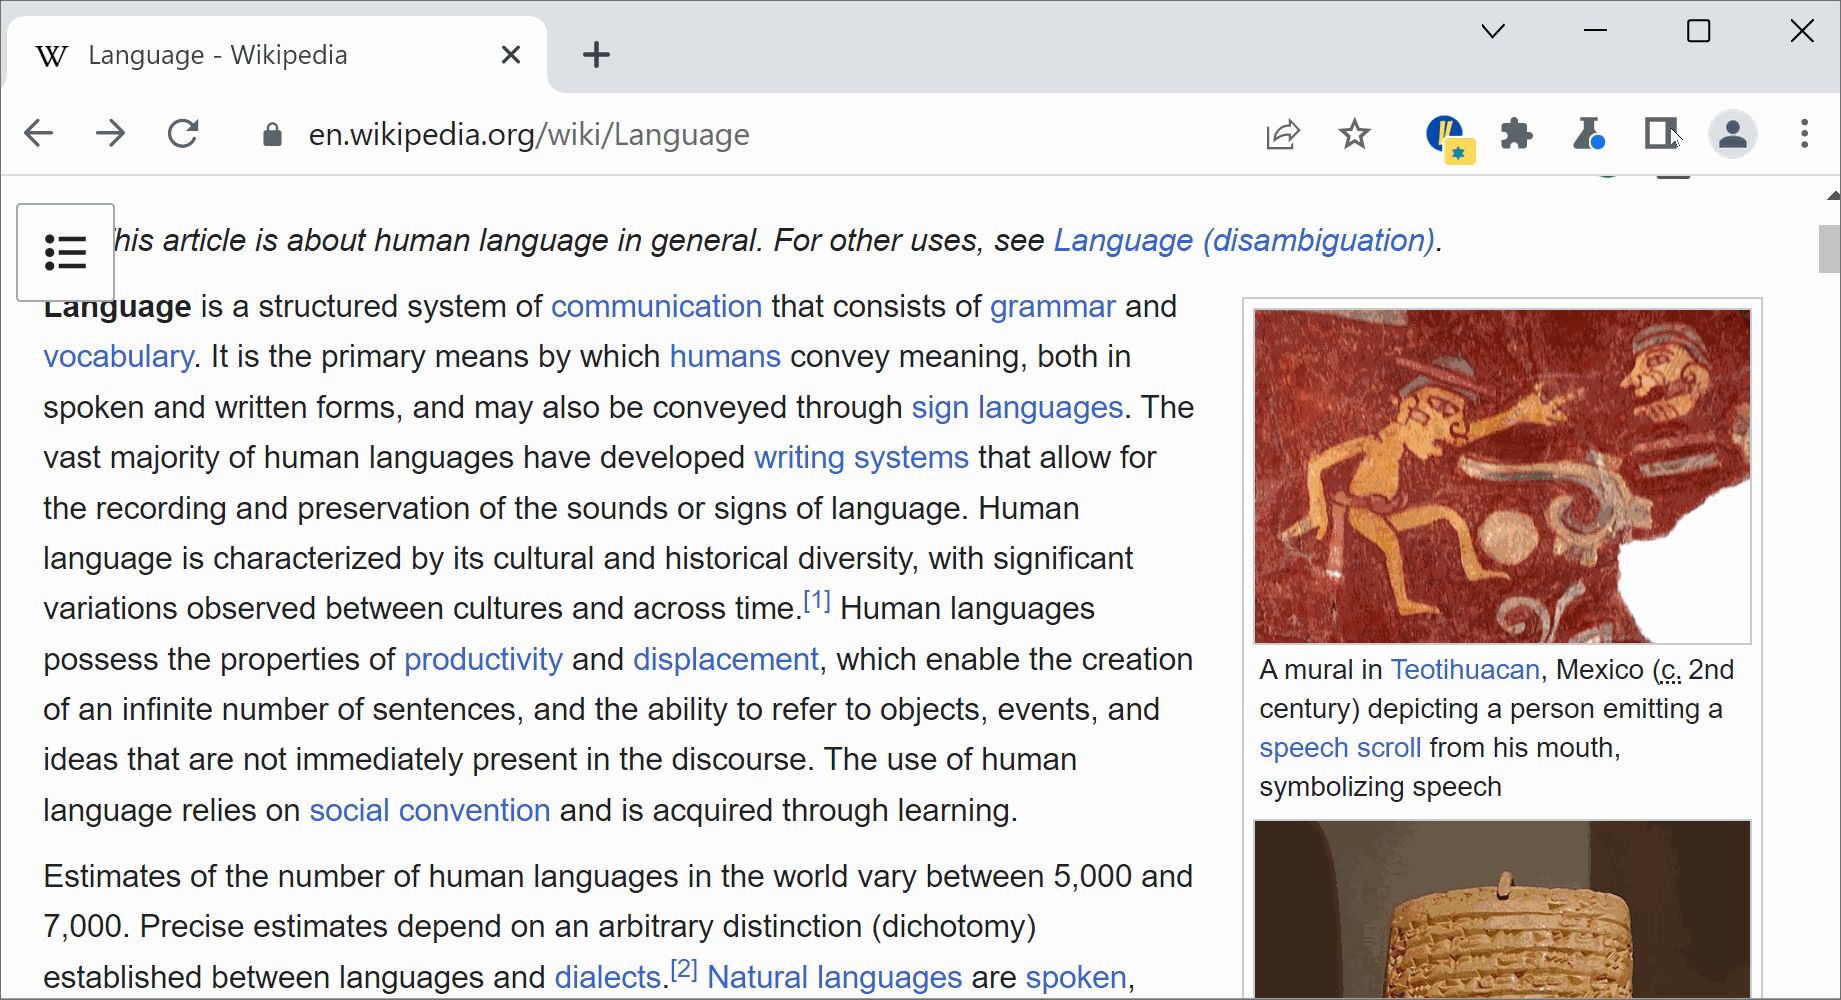 Language - Wikipedia
en.wikipedia.org/wiki/Language
his article is about human language in general. For other uses, see Language (disambiguation).
Language is a structured system of communication that consists of grammar and
vocabulary. It is the primary means by which humans convey meaning, both in
spoken and written forms, and may also be conveyed through sign languages. The
vast majority of human languages have developed writing systems that allow for
the recording and preservation of the sounds or signs of language. Human
language is characterized by its cultural and historical diversity, with significant
variations observed between cultures and across time.[1] Human languages
possess the properties of productivity and displacement, which enable the creation
of an infinite number of sentences, and the ability to refer to objects, events, and
ideas that are not immediately present in the discourse. The use of human
language relies on social convention and is acquired through learning.
Estimates of the number of human languages in the world vary between 5,000 and
7,000. Precise estimates depend on an arbitrary distinction (dichotomy)
established between languages and dialects.[2] Natural languages are spoken,
A mural in Teotihuacan, Mexico (c. 2nd
century) depicting a person emitting a
speech scroll from his mouth,
symbolizing speech